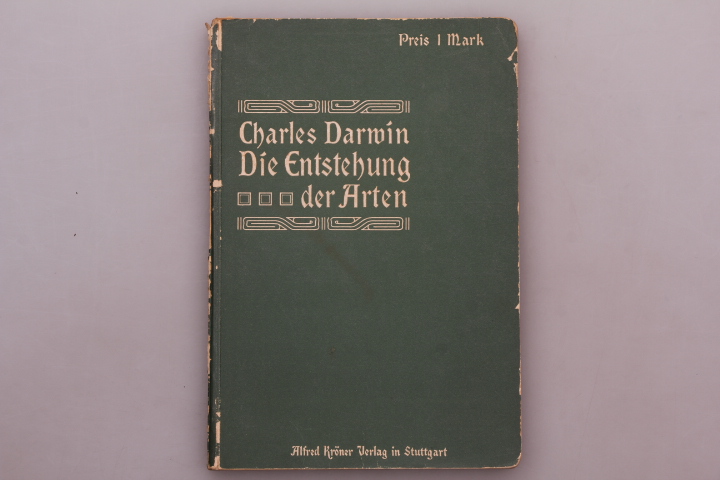 Preis 1 Mark
Charles Darwin
Die Entstehung
der Arten
Alfred Kröner Verlag in Stuttgart